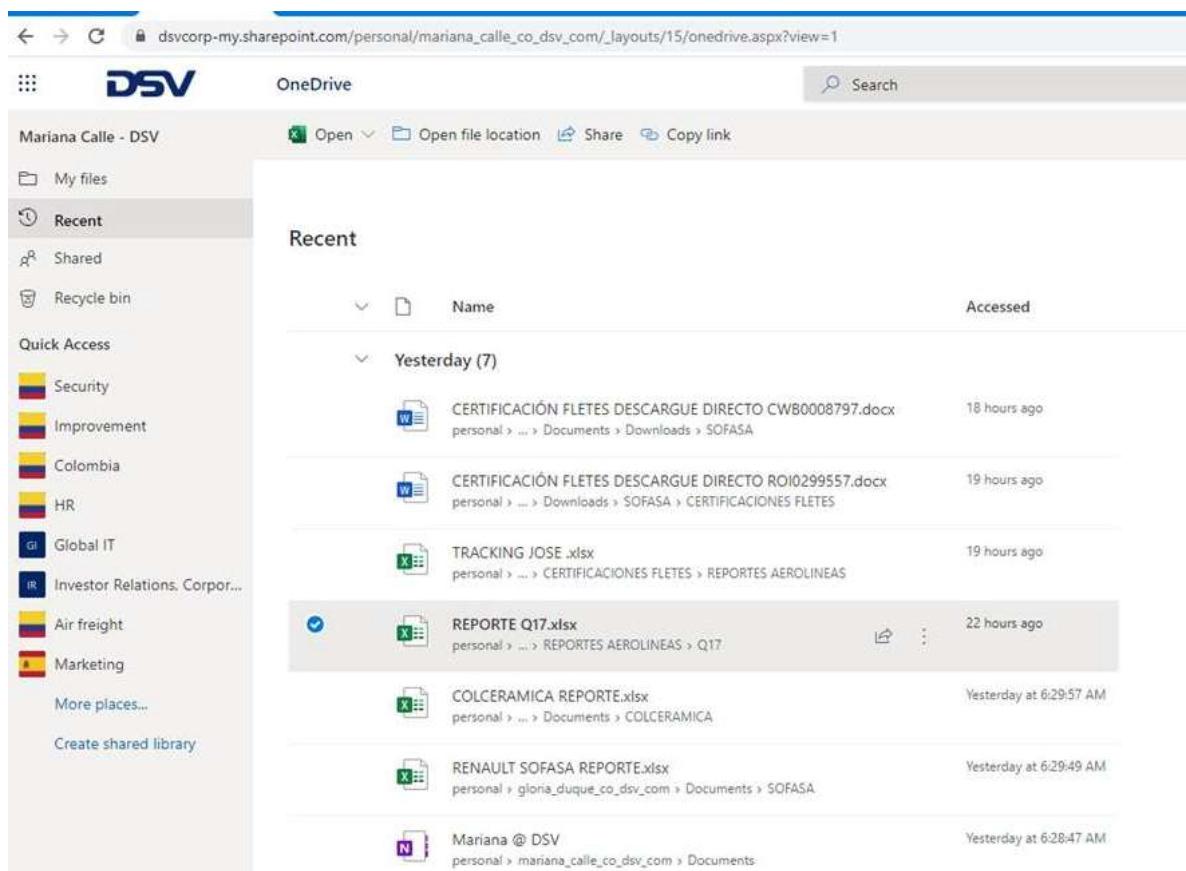 dsvcorp-my.sharepoint.com/personal/mariana_calle_co_dsv_com/_layouts/15/onedrive.aspx?view=1
DSV
OneDrive
Search
Mariana Calle - DSV
Open
Open file location
Share
Copy link
My files
Recent
Shared
Recycle bin
Quick Access
Security
Improvement
Colombia
HR
GI Global IT
IR Investor Relations, Corpor...
Air freight
Marketing
More places...
Create shared library
Recent
Name
Accessed
Yesterday (7)
CERTIFICACIÓN FLETES DESCARGUE DIRECTO CWB0008797.docx
18 hours ago
personal > ... > Documents > Downloads > SOFASA
CERTIFICACIÓN FLETES DESCARGUE DIRECTO ROI0299557.docx
19 hours ago
personal > ... > Downloads > SOFASA > CERTIFICACIONES FLETES
TRACKING JOSE .xlsx
19 hours ago
personal > ... > CERTIFICACIONES FLETES > REPORTES AEROLINEAS
REPORTE Q17.xlsx
22 hours ago
personal > ... > REPORTES AEROLINEAS > Q17
COLCERAMICA REPORTE.xlsx
Yesterday at 6:29:57 AM
personal > ... > Documents > COLCERAMICA
RENAULT SOFASA REPORTE.xlsx
Yesterday at 6:29:49 AM
personal > gloria_duque_co_dsv_com > Documents > SOFASA
Mariana @ DSV
Yesterday at 6:28:47 AM
personal > mariana_calle_co_dsv_com > Documents